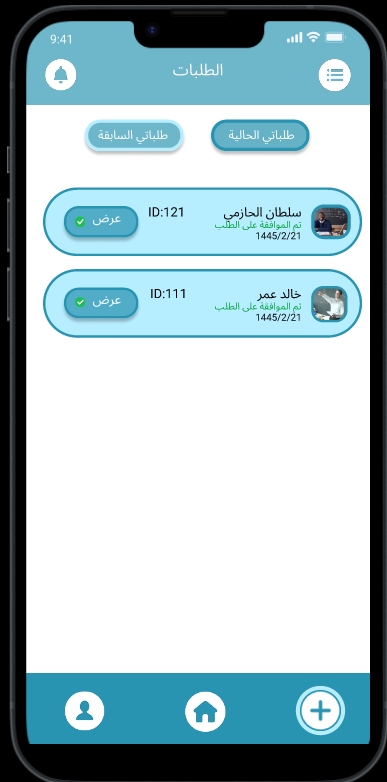 9:41
الطلبات
طلباتي الحالية
طلباتي السابقة
سلطان الحازمي
ID:121
عرض
تم الموافقة على الطلب
1445/2/21
خالد عمر
ID:111
عرض
تم الموافقة على الطلب
1445/2/21